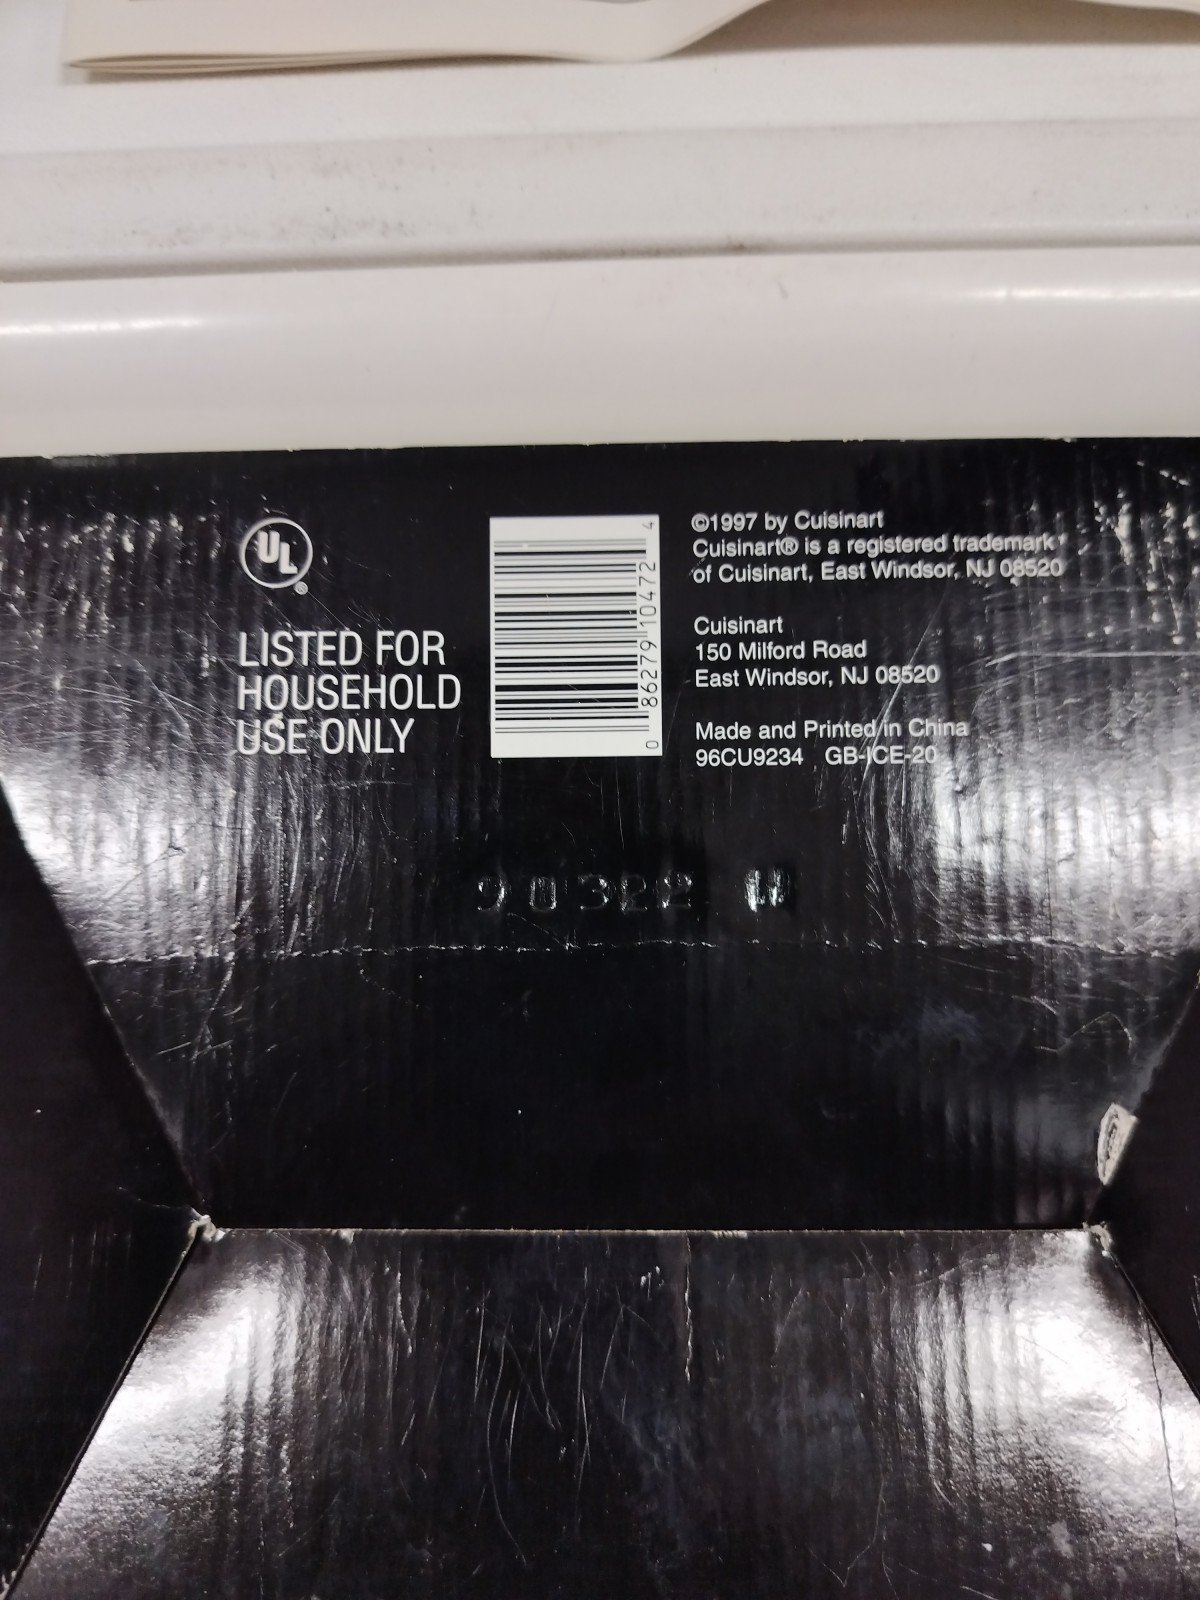 UL®
LISTED FOR
HOUSEHOLD
USE ONLY
0 86279 10472 4
©1997 by Cuisinart
Cuisinart® is a registered trademark
of Cuisinart, East Windsor, NJ 08520
Cuisinart
150 Milford Road
East Windsor, NJ 08520
Made and Printed in China
96CU9234 GB-ICE-20